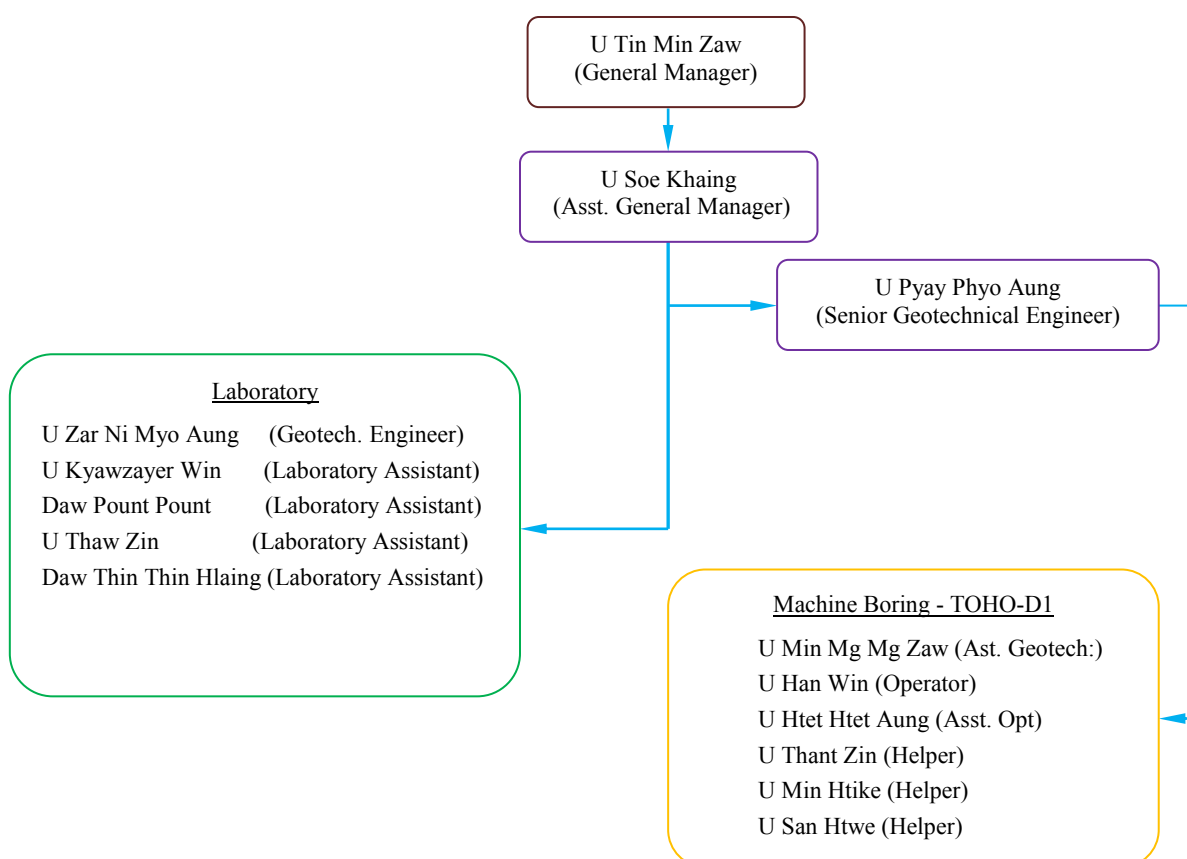 U Tin Min Zaw
(General Manager)
U Soe Khaing
(Asst. General Manager)
U Pyay Phyo Aung
(Senior Geotechnical Engineer)
Laboratory
U Zar Ni Myo Aung (Geotech. Engineer)
U Kyawzayer Win (Laboratory Assistant)
Daw Pount Pount (Laboratory Assistant)
U Thaw Zin (Laboratory Assistant)
Daw Thin Thin Hlaing (Laboratory Assistant)
Machine Boring - TOHO-D1
U Min Mg Mg Zaw (Ast. Geotech:)
U Han Win (Operator)
U Htet Htet Aung (Asst. Opt)
U Thant Zin (Helper)
U Min Htike (Helper)
U San Htwe (Helper)